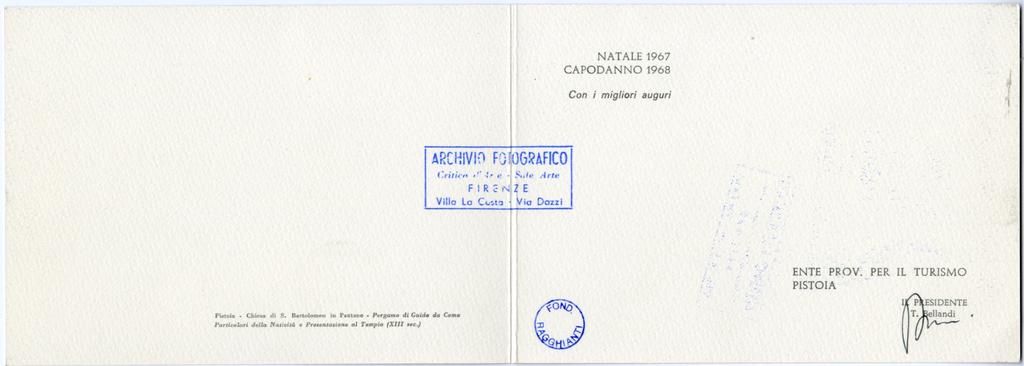 NATALE 1967
CAPODANNO 1968
Con i migliori auguri
ARCHIVIO FOTOGRAFICO
Critica d'Arte - Sele Arte
FIRENZE
Villa La Costa - Via Dazzi
ENTE PROV. PER IL TURISMO
PISTOIA
IL PRESIDENTE
T. Bellandi
Pistoia - Chiesa di S. Bartolomeo in Pantano - Pergamo di Guido da Como
Particolari della Natività e Presentazione al Tempio (XIII sec.)
FOND.
RAGGHIANTI